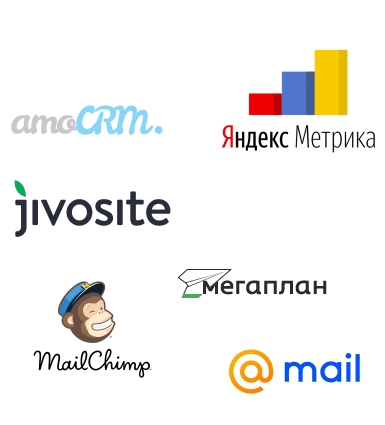 amoCRM.
Яндекс Метрика
jivosite
мегаплан
MailChimp
@mail